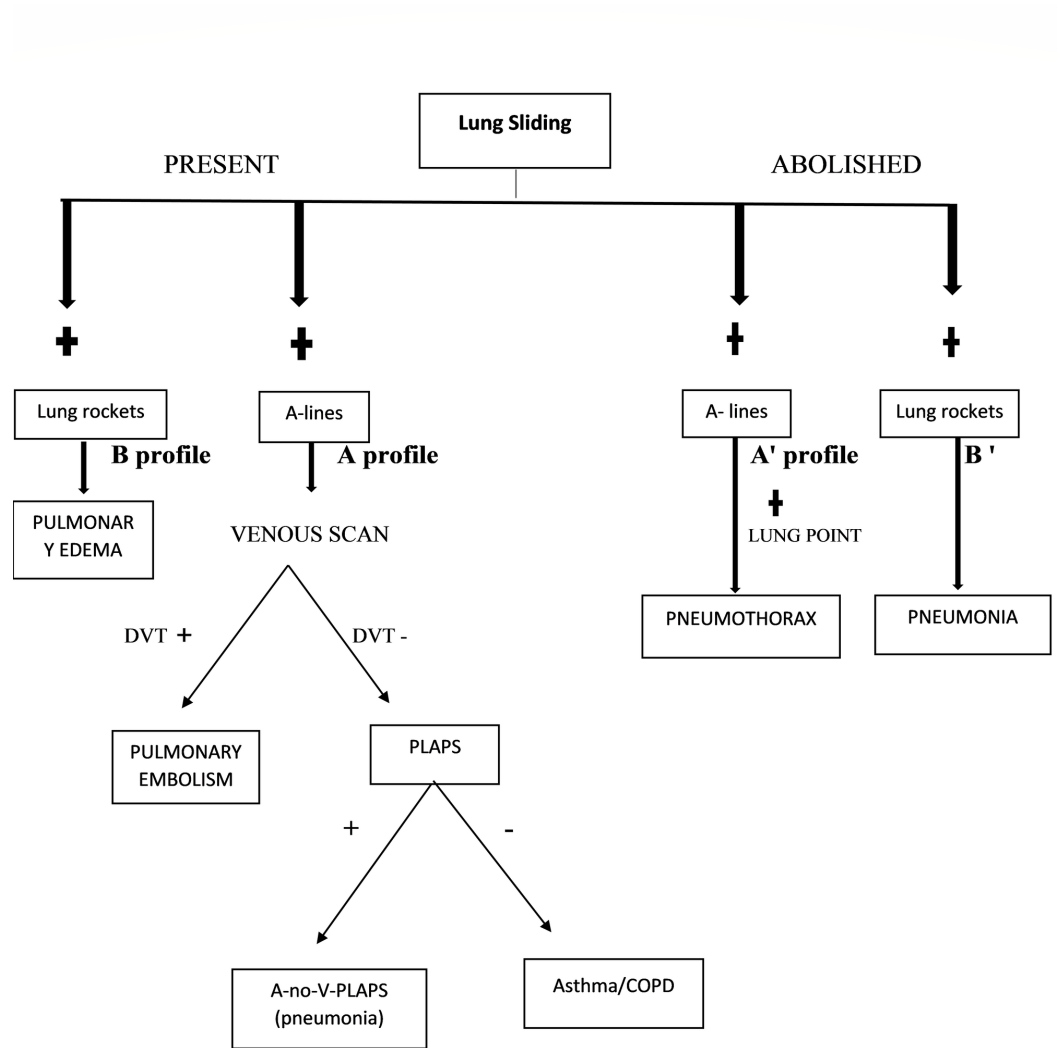 Lung Sliding
PRESENT
ABOLISHED
Lung rockets
A-lines
A- lines
Lung rockets
B profile
A profile
A' profile
B '
PULMONAR
Y EDEMA
VENOUS SCAN
LUNG POINT
PNEUMOTHORAX
PNEUMONIA
DVT +
DVT -
PULMONARY
EMBOLISM
PLAPS
+
-
A-no-V-PLAPS
(pneumonia)
Asthma/COPD